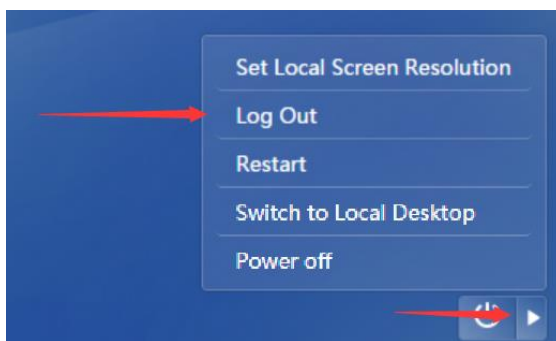 Set Local Screen Resolution
Log Out
Restart
Switch to Local Desktop
Power off